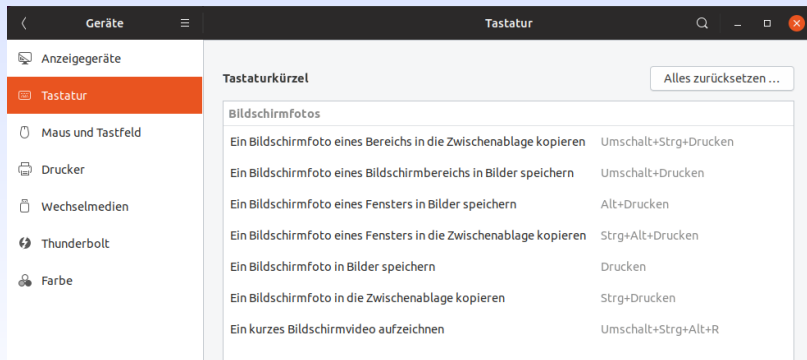 Geräte
Tastatur
Anzeigegeräte
Tastatur
Maus und Tastfeld
Drucker
Wechselmedien
Thunderbolt
Farbe
Tastaturkürzel
Alles zurücksetzen …
Bildschirmfotos
Ein Bildschirmfoto eines Bereichs in die Zwischenablage kopieren Umschalt+Strg+Drucken
Ein Bildschirmfoto eines Bildschirmbereichs in Bilder speichern Umschalt+Drucken
Ein Bildschirmfoto eines Fensters in Bilder speichern Alt+Drucken
Ein Bildschirmfoto eines Fensters in die Zwischenablage kopieren Strg+Alt+Drucken
Ein Bildschirmfoto in Bilder speichern Drucken
Ein Bildschirmfoto in die Zwischenablage kopieren Strg+Drucken
Ein kurzes Bildschirmvideo aufzeichnen Umschalt+Strg+Alt+R